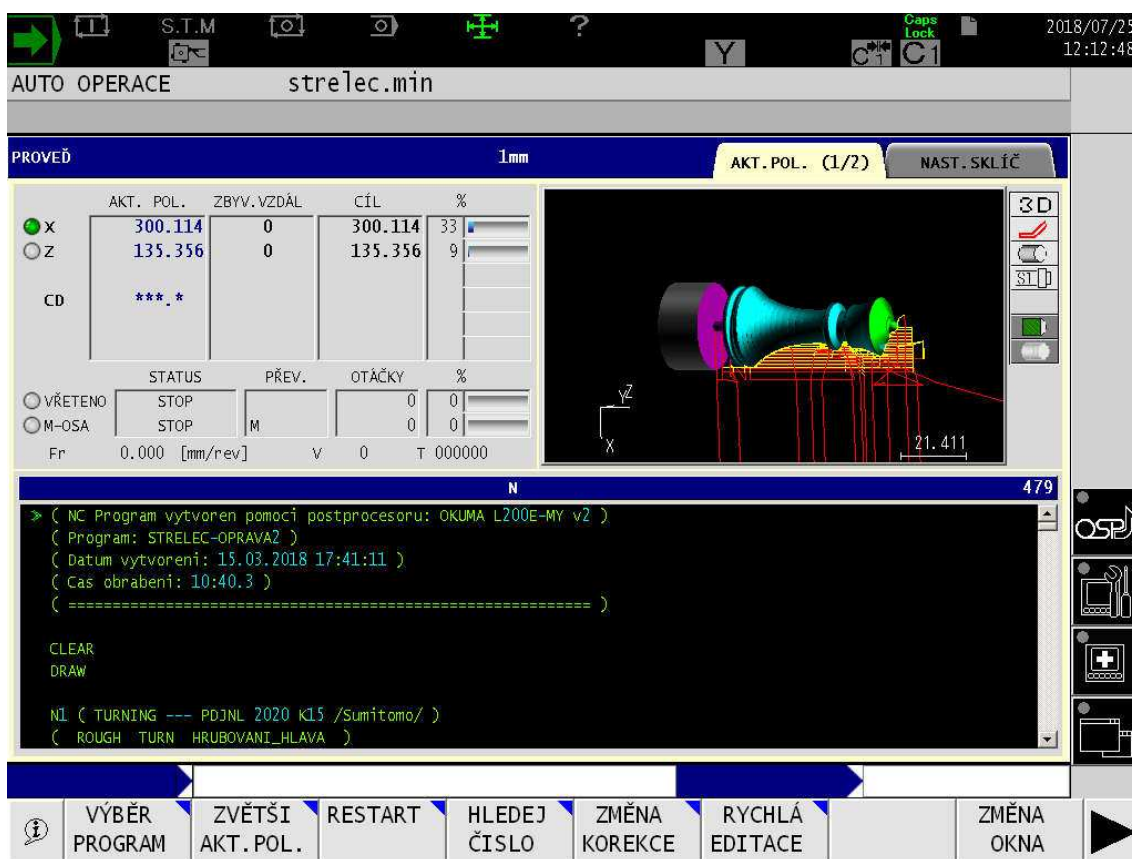 S.T.M ? Caps Lock 2018/07/25
Y C1 C1 12:12:48
AUTO OPERACE strelec.min
PROVEĎ 1mm AKT.POL. (1/2) NAST.SKLÍČ
AKT. POL. ZBYV.VZDÁL CÍL %
X 300.114 0 300.114 33
Z 135.356 0 135.356 9
CD ***.*
STATUS PŘEV. OTÁČKY %
VŘETENO STOP 0 0
M-OSA STOP M 0 0
Fr 0.000 [mm/rev] V 0 T 000000
3D
ST
YZ
X
21.411
N 479
» ( NC Program vytvoren pomoci postprocesoru: OKUMA L200E-MY v2 )
( Program: STRELEC-OPRAVA2 )
( Datum vytvoreni: 15.03.2018 17:41:11 )
( Cas obrabeni: 10:40.3 )
( =========================================================== )
CLEAR
DRAW
N1 ( TURNING --- PDJNL 2020 K15 /Sumitomo/ )
( ROUGH TURN HRUBOVANI_HLAVA )
OSP
VÝBĚR PROGRAM
ZVĚTŠI AKT.POL.
RESTART
HLEDEJ ČISLO
ZMĚNA KOREKCE
RYCHLÁ EDITACE
ZMĚNA OKNA